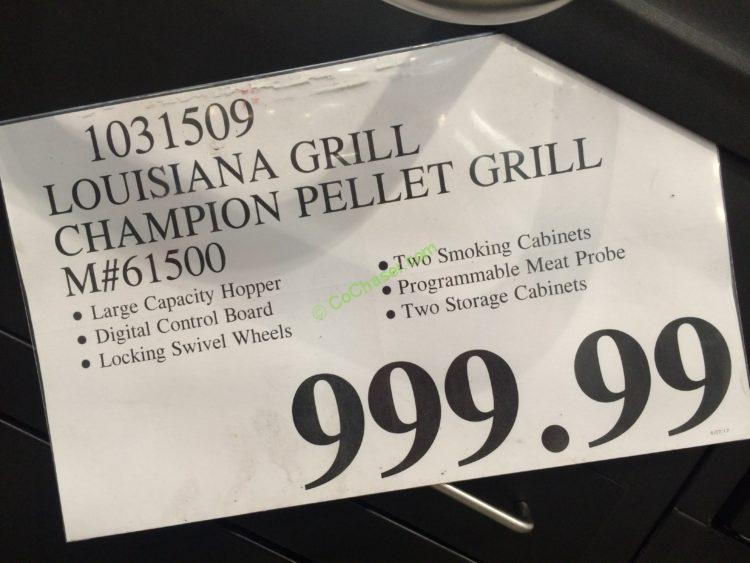 1031509
LOUISIANA GRILL
CHAMPION PELLET GRILL
M#61500
• Large Capacity Hopper
• Digital Control Board
• Locking Swivel Wheels
• Two Smoking Cabinets
• Programmable Meat Probe
• Two Storage Cabinets
© CoChaser.com
999.99